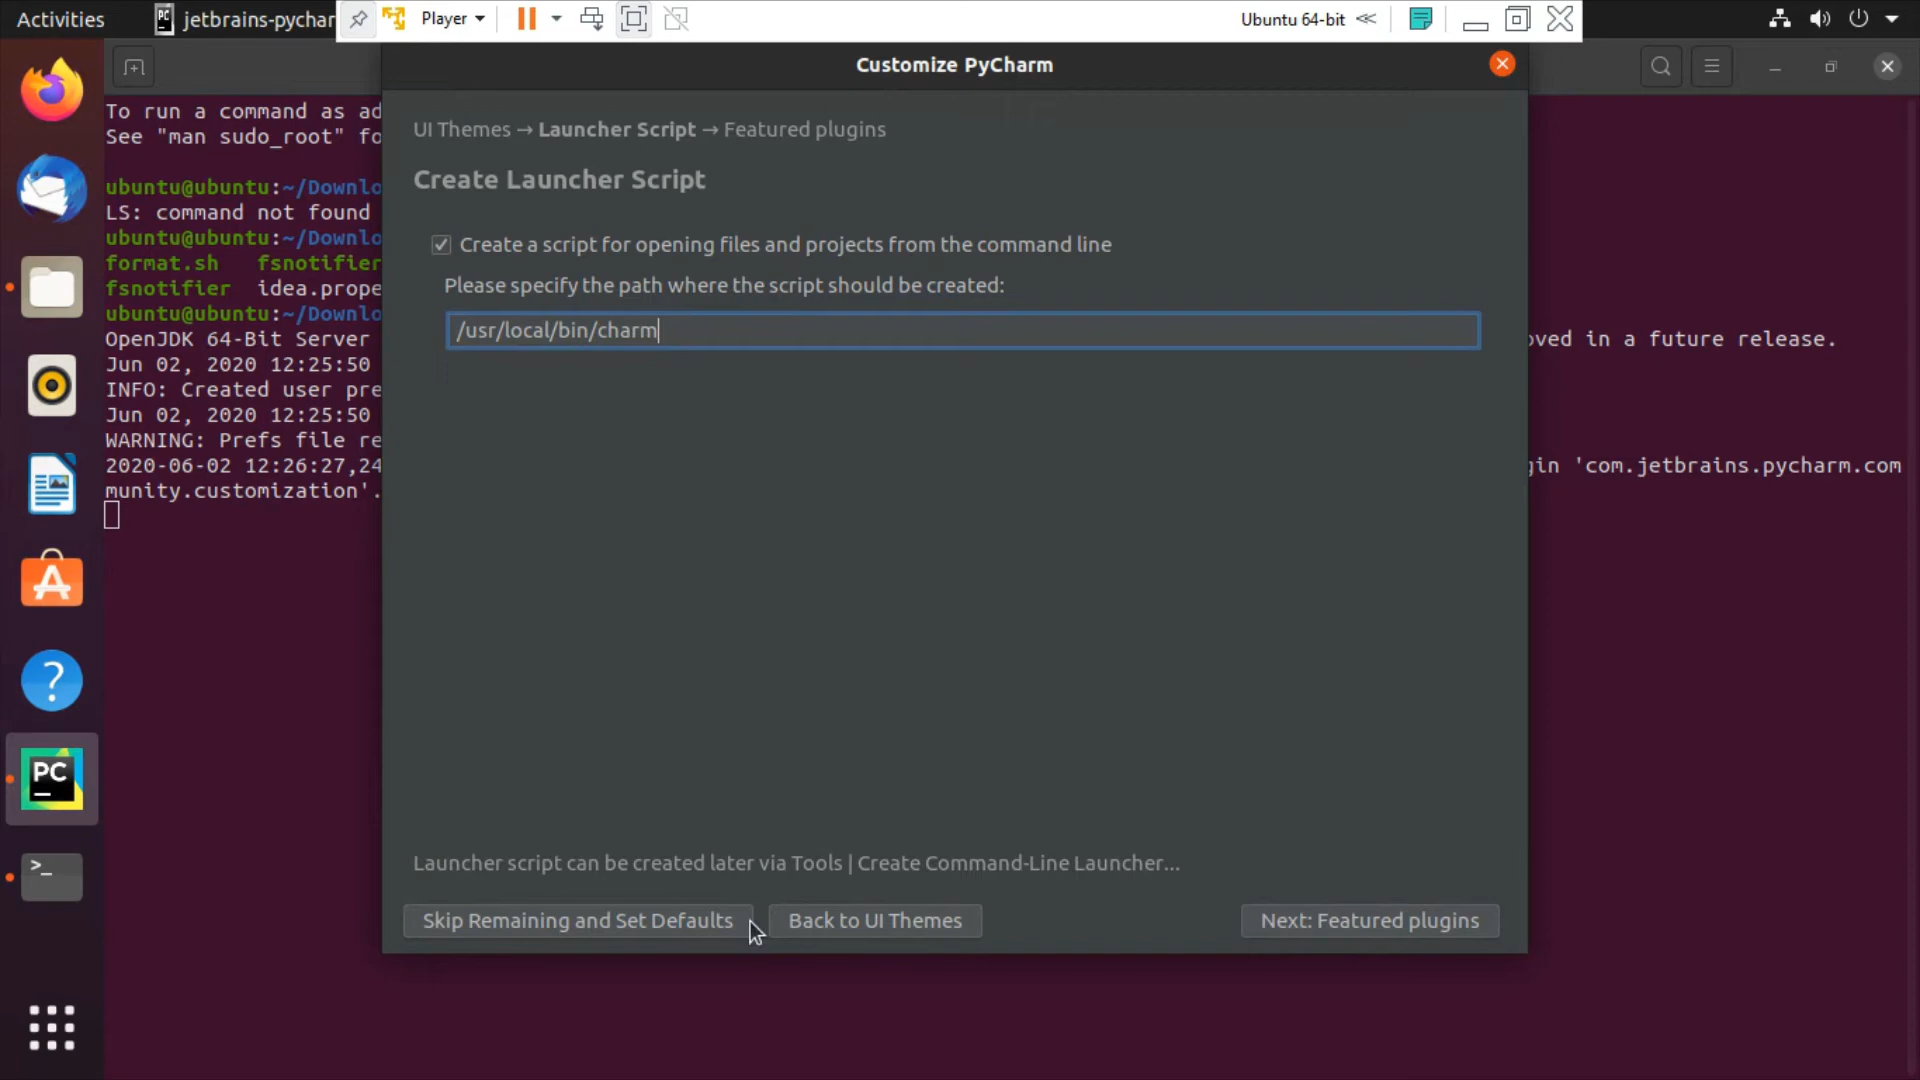 Activities
jetbrains-pychar
Player
Ubuntu 64-bit
Customize PyCharm
To run a command as ad
See "man sudo_root" fo
ubuntu@ubuntu:~/Downlo
LS: command not found
ubuntu@ubuntu:~/Downlo
format.sh fsnotifier
fsnotifier idea.prope
ubuntu@ubuntu:~/Downlo
OpenJDK 64-Bit Server
oved in a future release.
Jun 02, 2020 12:25:50
INFO: Created user pre
Jun 02, 2020 12:25:50
WARNING: Prefs file re
2020-06-02 12:26:27,24
gin 'com.jetbrains.pycharm.com
munity.customization'.
UI Themes → Launcher Script → Featured plugins
Create Launcher Script
Create a script for opening files and projects from the command line
Please specify the path where the script should be created:
/usr/local/bin/charm
Launcher script can be created later via Tools | Create Command-Line Launcher...
Skip Remaining and Set Defaults
Back to UI Themes
Next: Featured plugins
PC